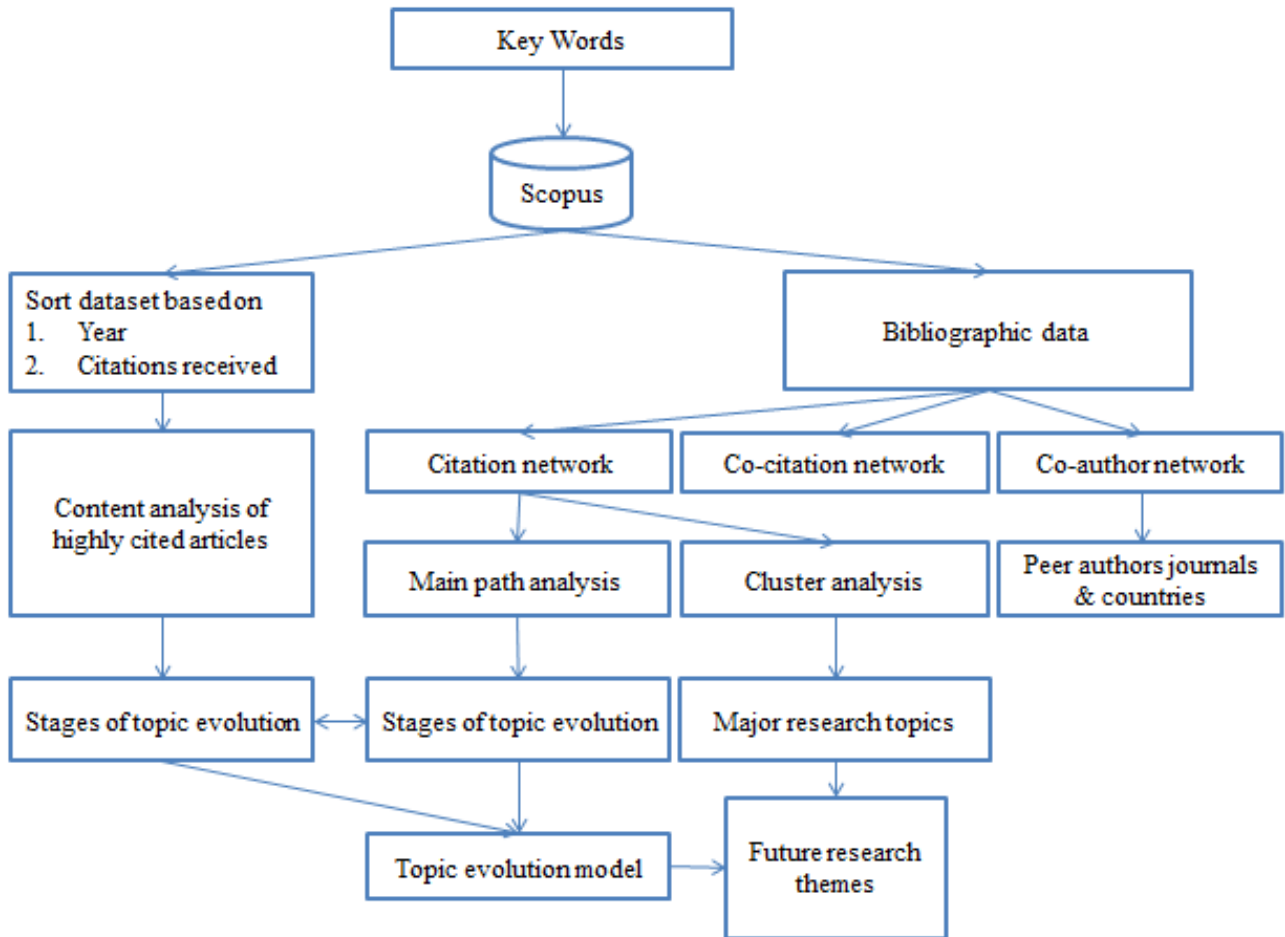 Key Words
Scopus
Sort dataset based on
1. Year
2. Citations received
Bibliographic data
Content analysis of
highly cited articles
Citation network
Co-citation network
Co-author network
Main path analysis
Cluster analysis
Peer authors journals
& countries
Stages of topic evolution
Stages of topic evolution
Major research topics
Topic evolution model
Future research
themes